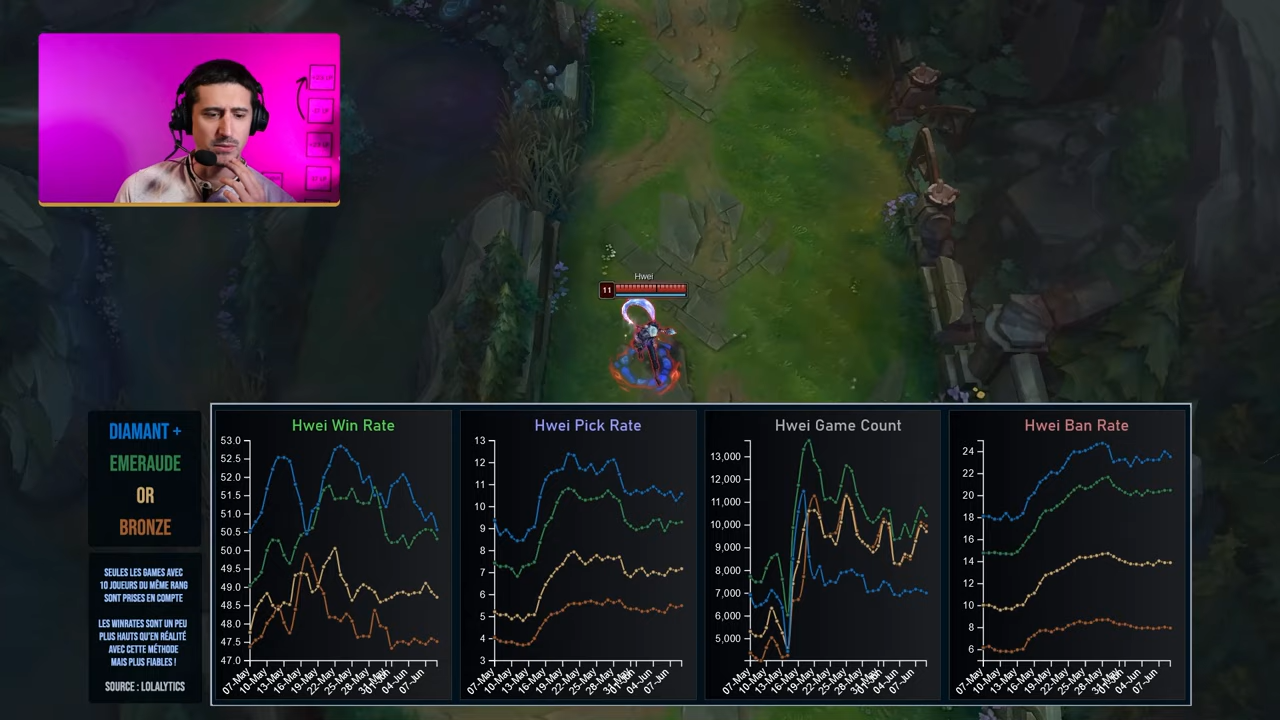 Hwei
11
DIAMANT +
EMERAUDE
OR
BRONZE
SEULES LES GAMES AVEC
10 JOUEURS DU MÊME RANG
SONT PRISES EN COMPTE
LES WINRATES SONT UN PEU
PLUS HAUTS QU'EN RÉALITÉ
AVEC CETTE MÉTHODE
MAIS PLUS FIABLES !
SOURCE : LOLALYTICS
Hwei Win Rate
53.0
52.5
52.0
51.5
51.0
50.5
50.0
49.5
49.0
48.5
48.0
47.5
47.0
07-May
10-May
13-May
16-May
19-May
22-May
25-May
28-May
31-May
04-Jun
07-Jun
Hwei Pick Rate
13
12
11
10
9
8
7
6
5
4
3
07-May
10-May
13-May
16-May
19-May
22-May
25-May
28-May
31-May
04-Jun
07-Jun
Hwei Game Count
13,000
12,000
11,000
10,000
9,000
8,000
7,000
6,000
5,000
07-May
10-May
13-May
16-May
19-May
22-May
25-May
28-May
31-May
04-Jun
07-Jun
Hwei Ban Rate
24
22
20
18
16
14
12
10
8
6
07-May
10-May
13-May
16-May
19-May
22-May
25-May
28-May
31-May
04-Jun
07-Jun